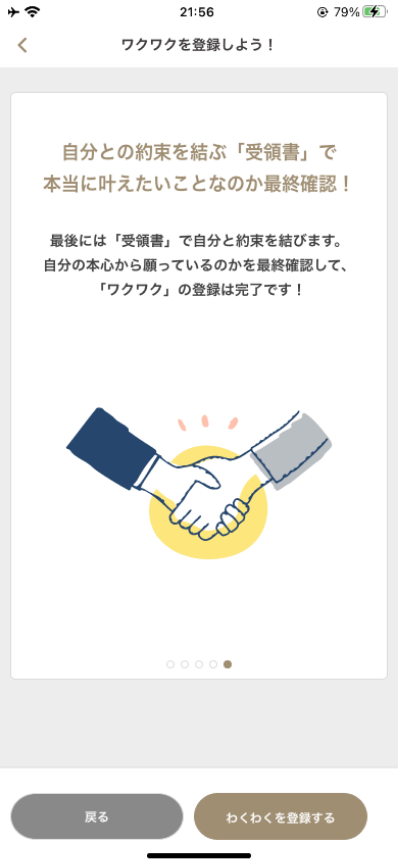 21:56
79%
ワクワクを登録しよう！
自分との約束を結ぶ「受領書」で
本当に叶えたいことなのか最終確認！
最後には「受領書」で自分と約束を結びます。
自分の本心から願っているのかを最終確認して、
「ワクワク」の登録は完了です！
戻る
わくわくを登録する